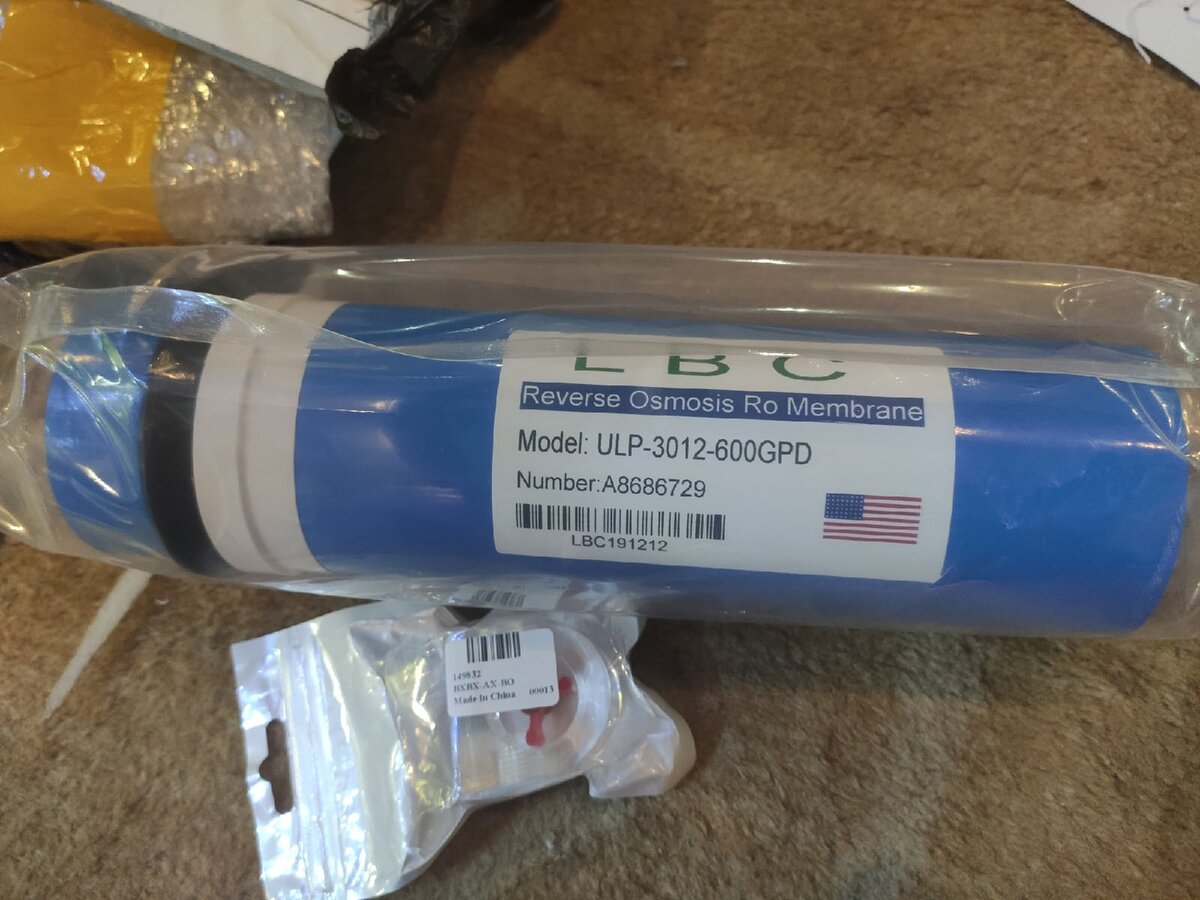 LBC
Reverse Osmosis Ro Membrane
Model: ULP-3012-600GPD
Number:A8686729
LBC191212
149832
BXBX-AX-BO
Made in China 00013